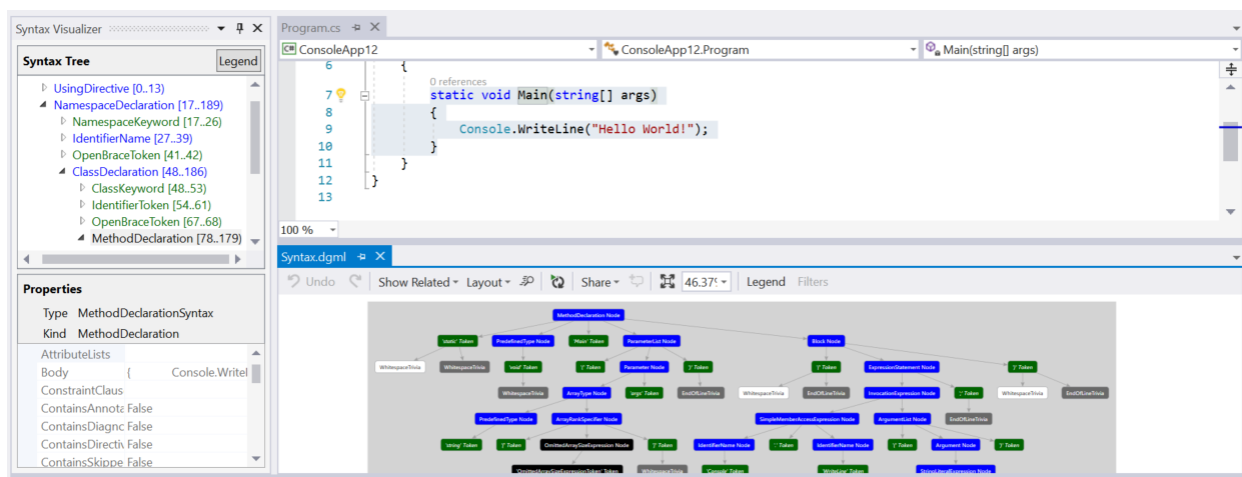 Syntax Visualizer
Syntax Tree
Legend
UsingDirective [0..13)
NamespaceDeclaration [17..189)
NamespaceKeyword [17..26)
IdentifierName [27..39)
OpenBraceToken [41..42)
ClassDeclaration [48..186)
ClassKeyword [48..53)
IdentifierToken [54..61)
OpenBraceToken [67..68)
MethodDeclaration [78..179)
Properties
Type MethodDeclarationSyntax
Kind MethodDeclaration
AttributeLists
Body { Console.Writel
ConstraintClaus
ContainsAnnota False
ContainsDiagnc False
ContainsDirectiv False
ContainsSkippe False
Program.cs
C# ConsoleApp12
ConsoleApp12.Program
Main(string[] args)
6 {
0 references
7 static void Main(string[] args)
8 {
9 Console.WriteLine("Hello World!");
10 }
11 }
12 }
13
100 %
Syntax.dgml
Undo Show Related Layout Share 46.37% Legend Filters
MethodDeclaration Node
'static' Token PredefinedType Node 'Main' Token ParameterList Node Block Node
WhitespaceTrivia WhitespaceTrivia 'void' Token '(' Token Parameter Node ')' Token '{' Token ExpressionStatement Node '}' Token
WhitespaceTrivia ArrayType Node 'args' Token EndOfLineTrivia WhitespaceTrivia EndOfLineTrivia InvocationExpression Node ';' Token WhitespaceTrivia EndOfLineTrivia
PredefinedType Node ArrayRankSpecifier Node SimpleMemberAccessExpression Node ArgumentList Node EndOfLineTrivia
'string' Token '[' Token OmittedArraySizeExpression Node ']' Token IdentifierName Node '.' Token IdentifierName Node '(' Token Argument Node ')' Token
'OmittedArraySizeExpressionToken' Token WhitespaceTrivia 'Console' Token 'WriteLine' Token StringLiteralExpression Node